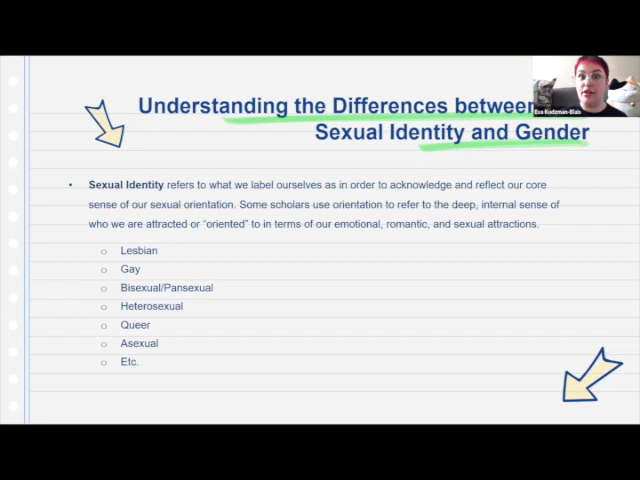 Understanding the Differences between
Sexual Identity and Gender
Eva Kudzman-Blais
• Sexual Identity refers to what we label ourselves as in order to acknowledge and reflect our core
sense of our sexual orientation. Some scholars use orientation to refer to the deep, internal sense of
who we are attracted or “oriented” to in terms of our emotional, romantic, and sexual attractions.
o Lesbian
o Gay
o Bisexual/Pansexual
o Heterosexual
o Queer
o Asexual
o Etc.